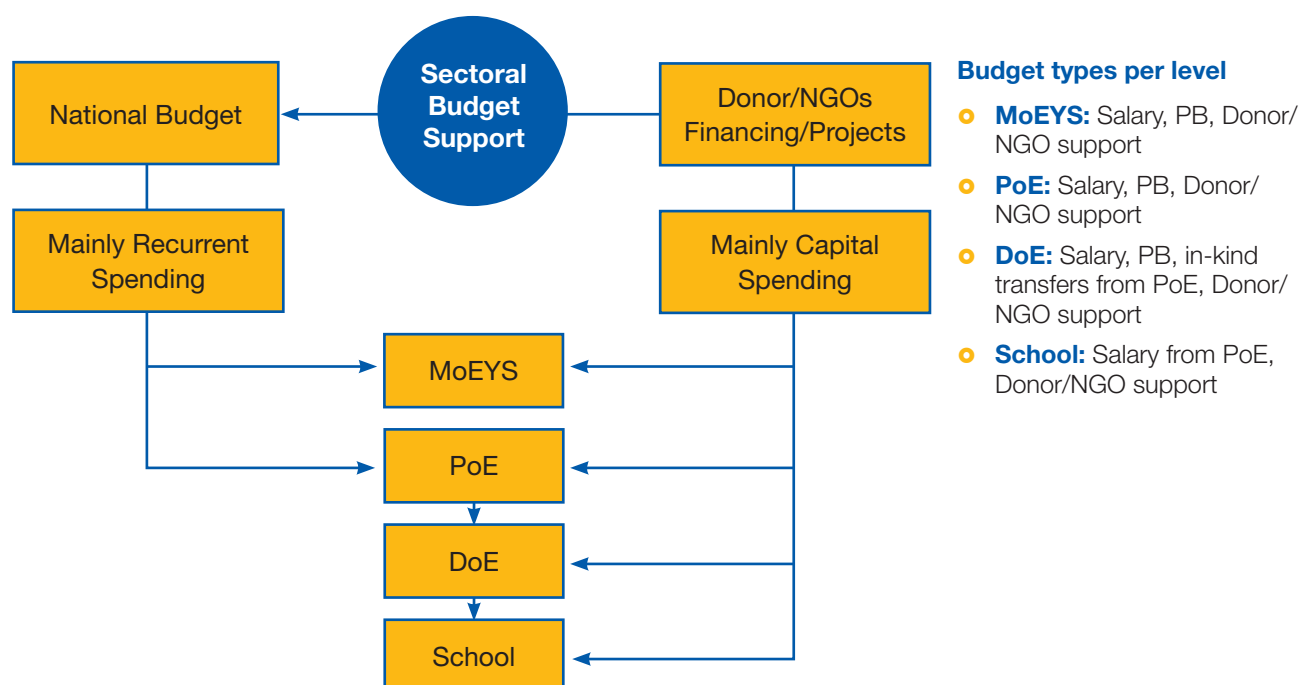 National Budget
Sectoral
Budget
Support
Donor/NGOs
Financing/Projects
Mainly Recurrent
Spending
Mainly Capital
Spending
MoEYS
PoE
DoE
School
Budget types per level
MoEYS: Salary, PB, Donor/
NGO support
PoE: Salary, PB, Donor/
NGO support
DoE: Salary, PB, in-kind
transfers from PoE, Donor/
NGO support
School: Salary from PoE,
Donor/NGO support